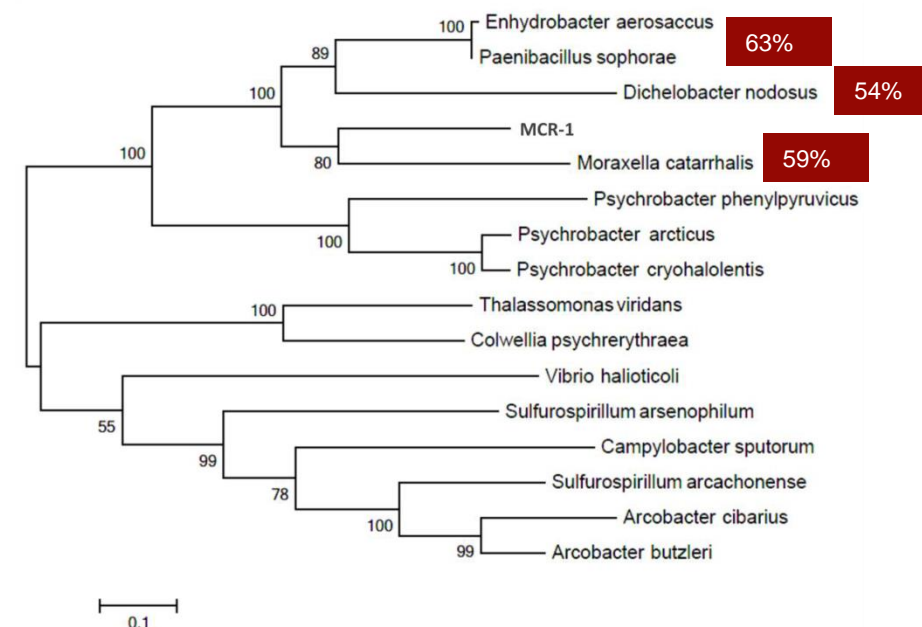 100 Enhydrobacter aerosaccus
63%
89 Paenibacillus sophorae
100 Dichelobacter nodosus 54%
MCR-1
100 80 Moraxella catarrhalis 59%
Psychrobacter phenylpyruvicus
100 Psychrobacter arcticus
100 Psychrobacter cryohalolentis
100 Thalassomonas viridans
Colwellia psychrerythraea
Vibrio halioticoli
55 Sulfurospirillum arsenophilum
99 Campylobacter sputorum
78 Sulfurospirillum arcachonense
100 Arcobacter cibarius
99 Arcobacter butzleri
0.1